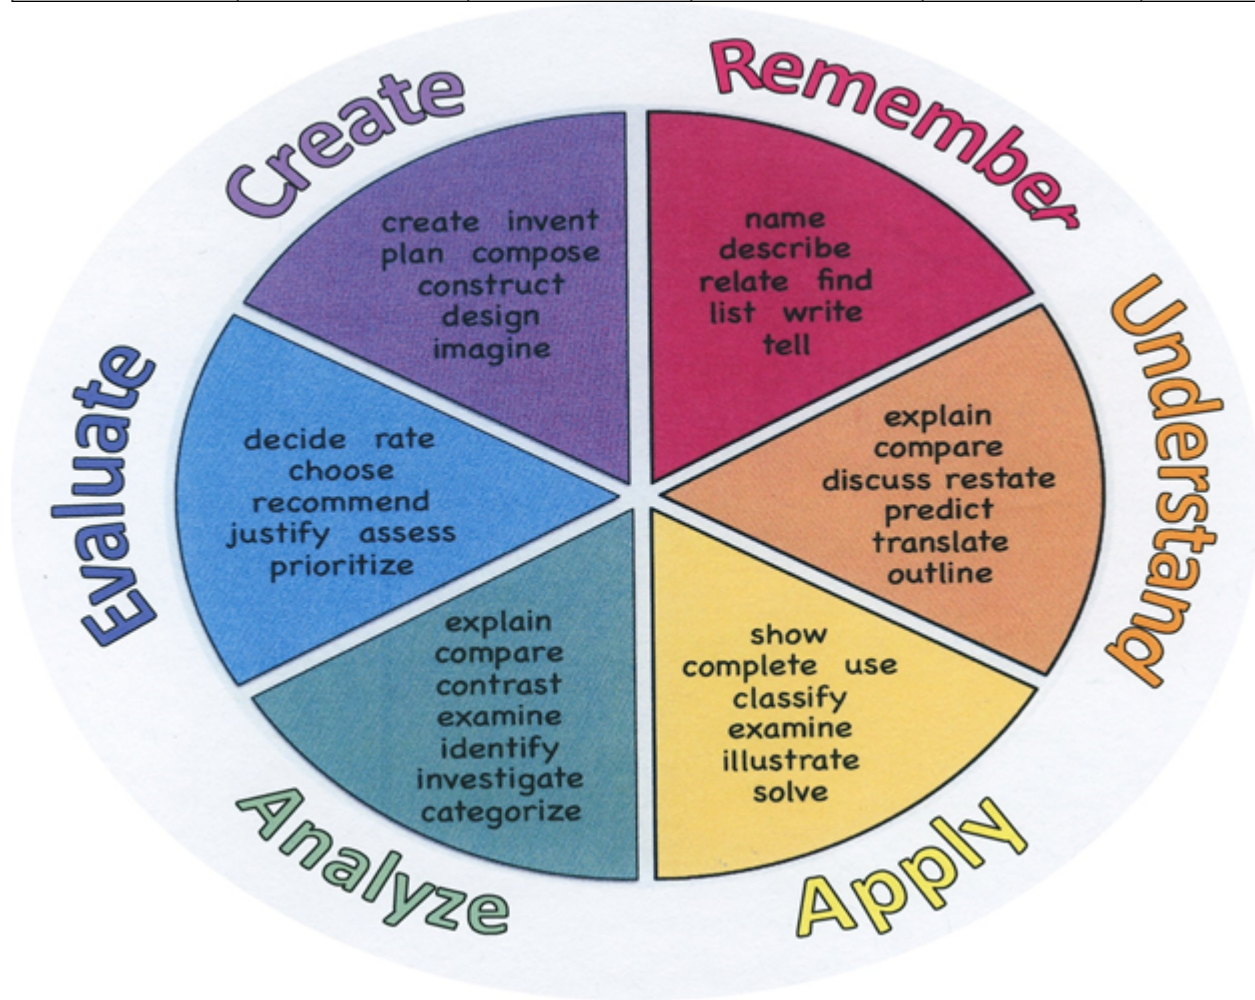 Remember
name
describe
relate find
list write
tell
Understand
explain
compare
discuss restate
predict
translate
outline
Apply
show
complete use
classify
examine
illustrate
solve
Analyze
explain
compare
contrast
examine
identify
investigate
categorize
Evaluate
decide rate
choose
recommend
justify assess
prioritize
Create
create invent
plan compose
construct
design
imagine